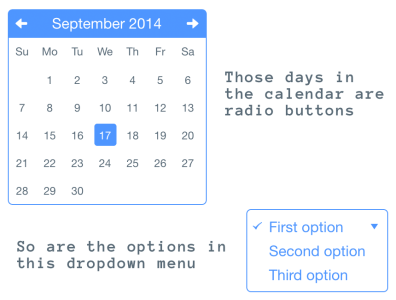 September 2014
Su Mo Tu We Th Fr Sa
1 2 3 4 5 6
7 8 9 10 11 12 13
14 15 16 17 18 19 20
21 22 23 24 25 26 27
28 29 30
Those days in
the calendar are
radio buttons
So are the options in
this dropdown menu
✓ First option ▼
Second option
Third option